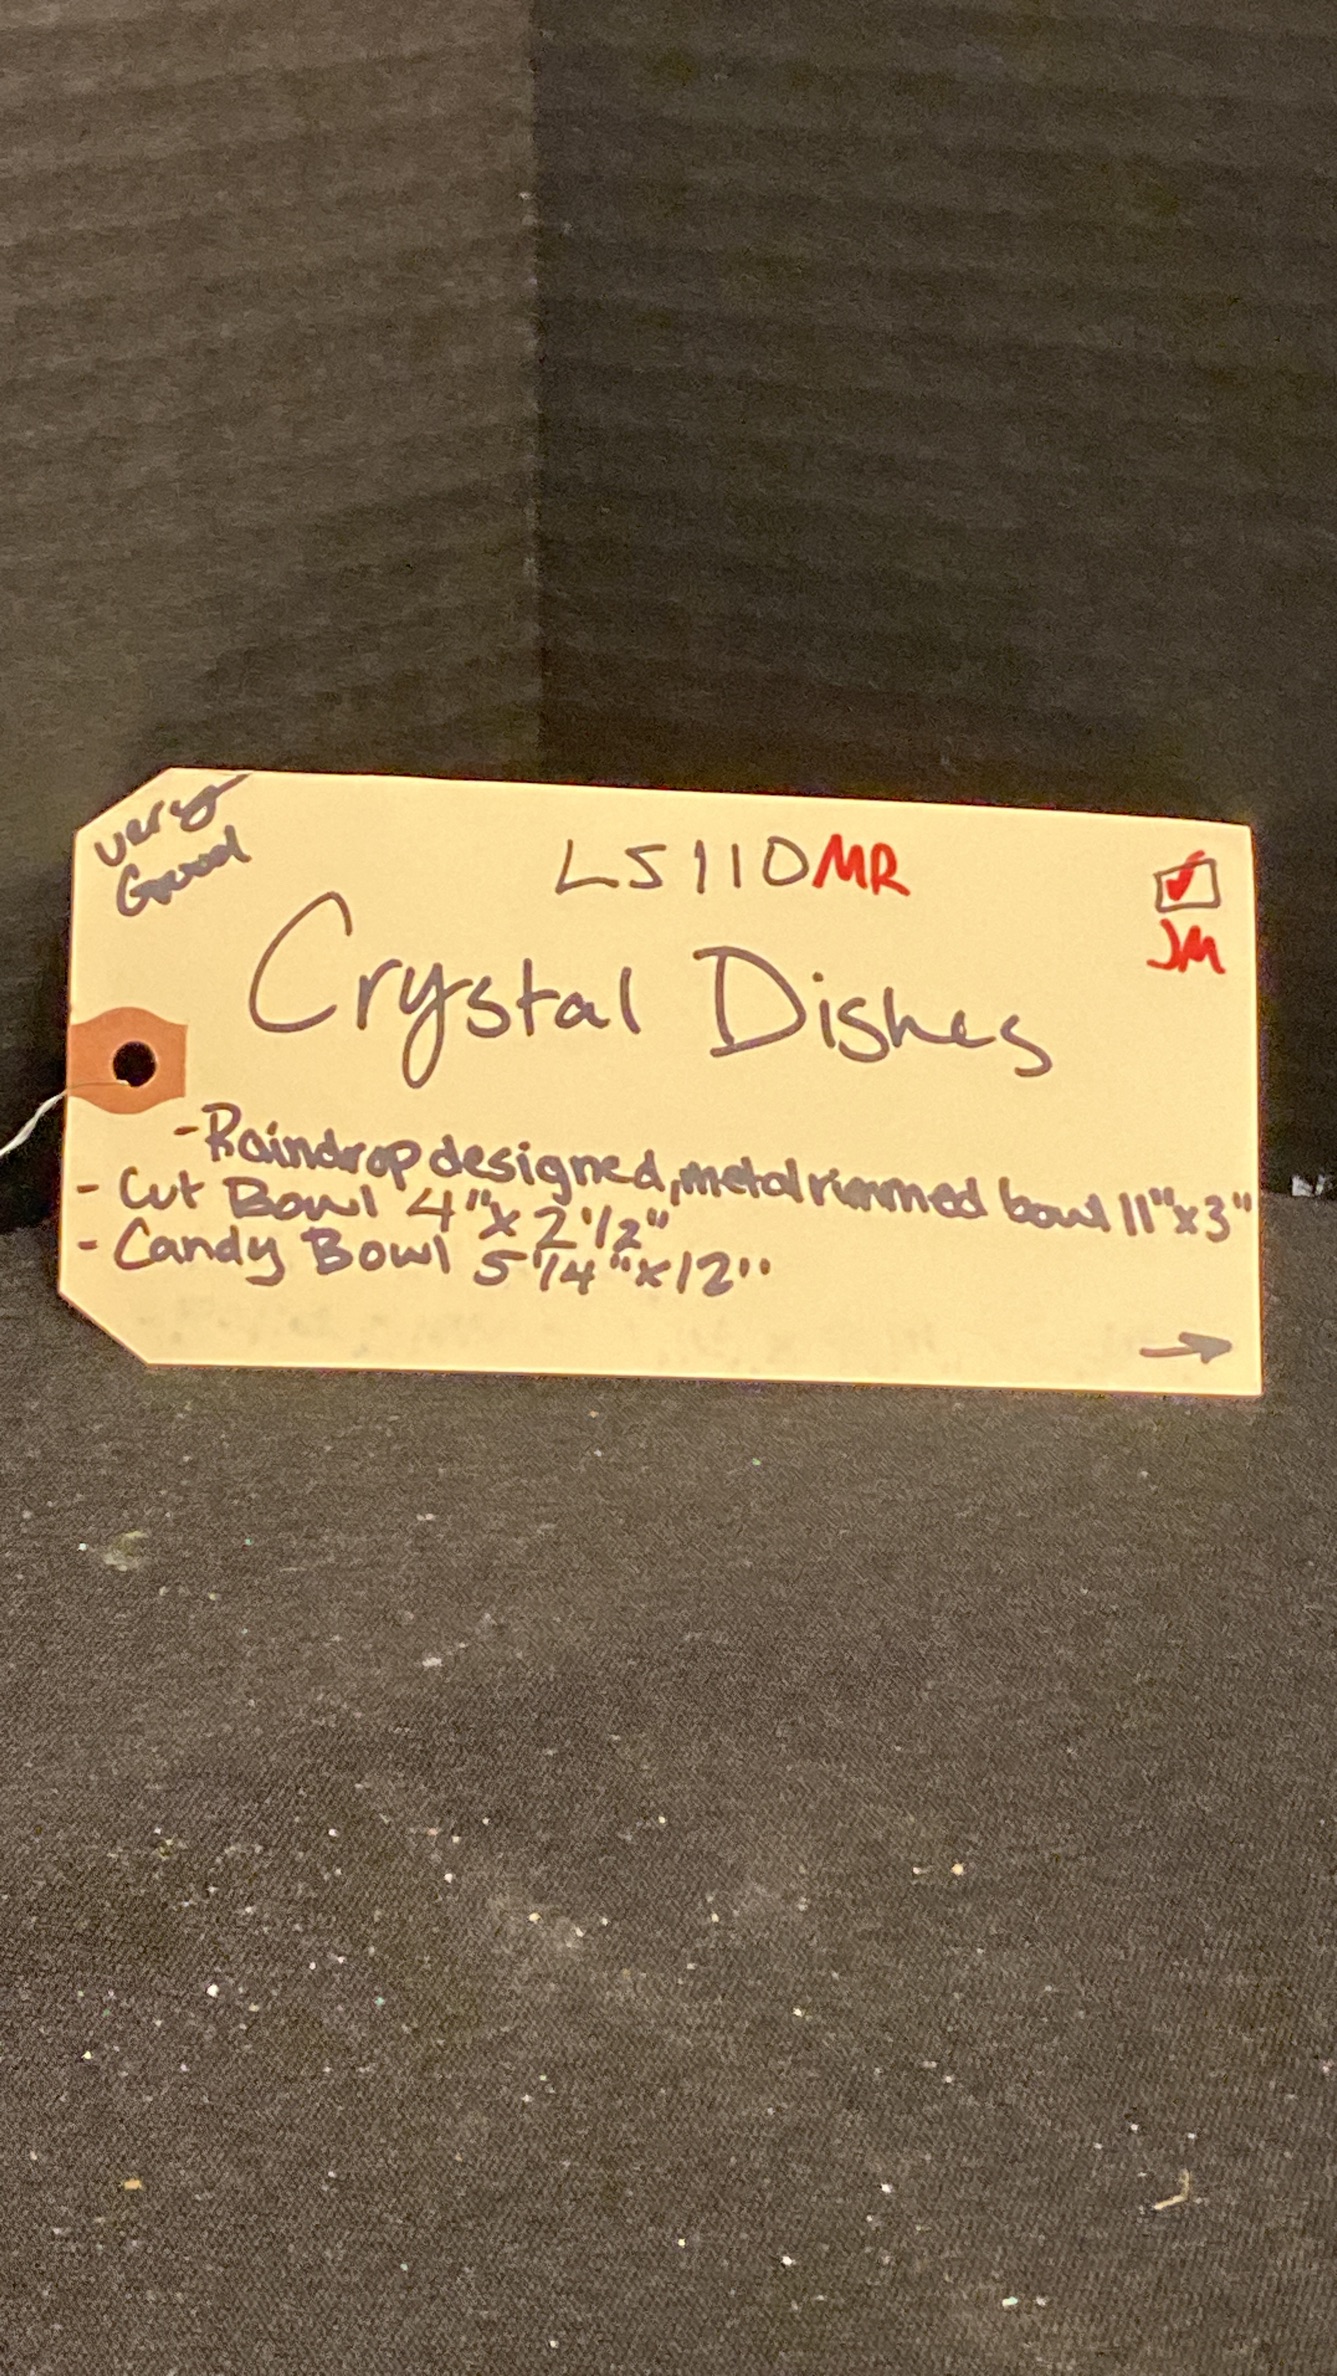 very
Good
LS110MR
JM
Crystal Dishes
-Raindrop designed, metal rimmed bowl 11"x3"
- Cut Bowl 4"x 2 1/2"
- Candy Bowl 5 1/4"x12"
→